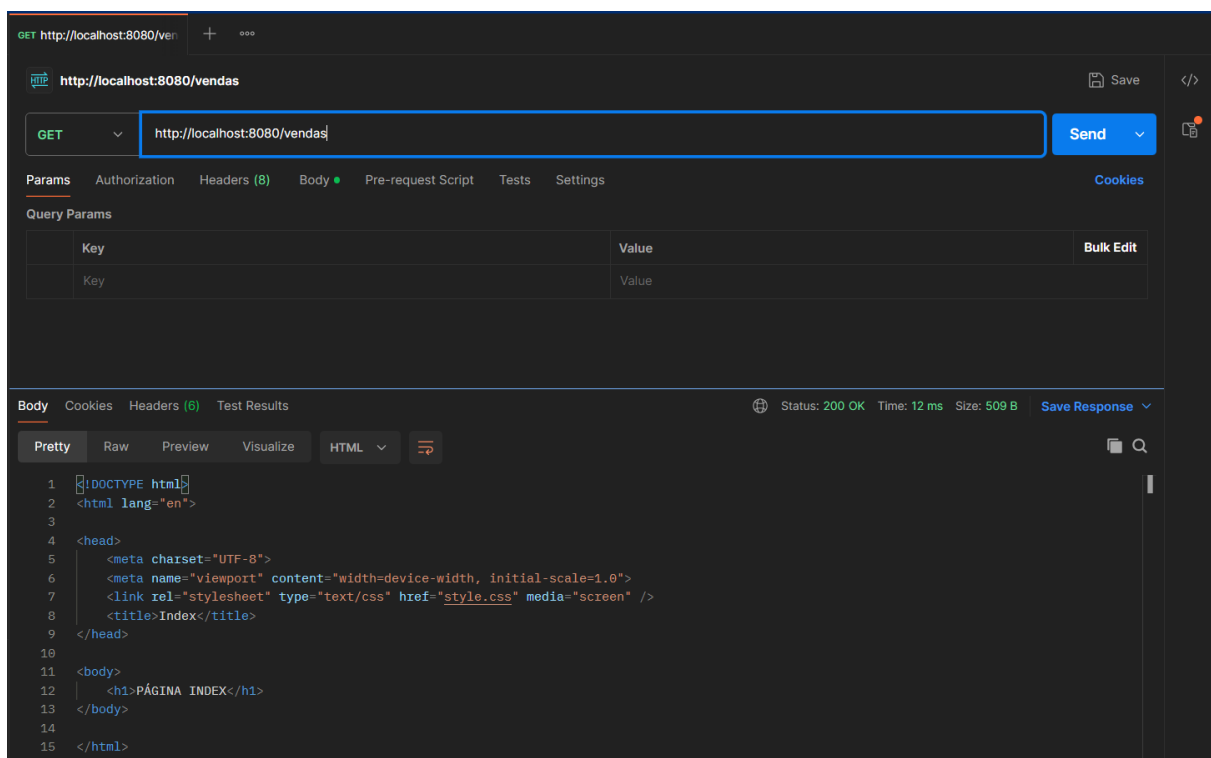 GET http://localhost:8080/ven
HTTP http://localhost:8080/vendas Save
GET http://localhost:8080/vendas Send
Params Authorization Headers (8) Body Pre-request Script Tests Settings Cookies
Query Params
Key Value Bulk Edit
Key Value
Body Cookies Headers (6) Test Results Status: 200 OK Time: 12 ms Size: 509 B Save Response
Pretty Raw Preview Visualize HTML
1 <!DOCTYPE html>
2 <html lang="en">
3
4 <head>
5 <meta charset="UTF-8">
6 <meta name="viewport" content="width=device-width, initial-scale=1.0">
7 <link rel="stylesheet" type="text/css" href="style.css" media="screen" />
8 <title>Index</title>
9 </head>
10
11 <body>
12 <h1>PÁGINA INDEX</h1>
13 </body>
14
15 </html>